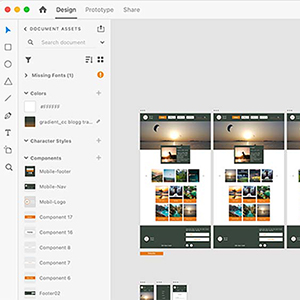 Design Prototype Share
DOCUMENT ASSETS
Search document
Missing Fonts (1)
Colors
#FFFFFF
gradient_cc blogg tra...
Character Styles
Components
Mobile-footer
Mobile-Nav
Mobil-Logo
Component 17
Component 16
Component 8
Component 7
Component 6
Footer02